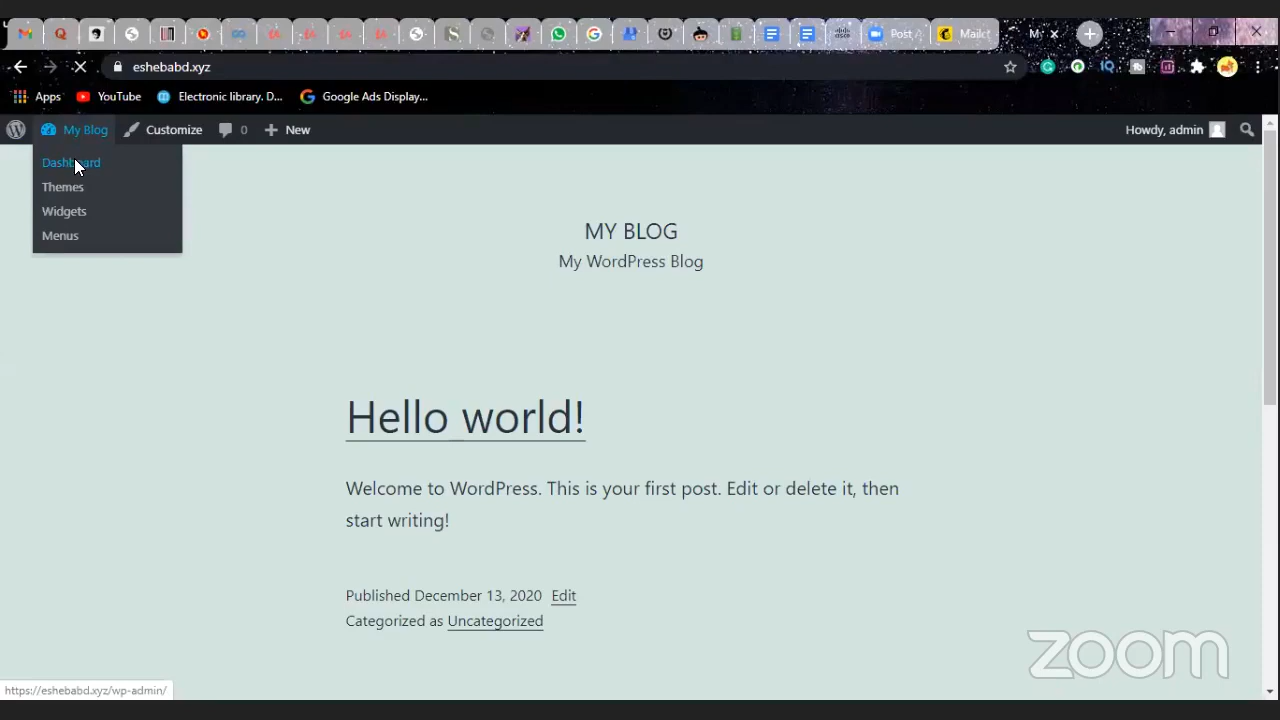 Post A
Mailch
M
eshebabd.xyz
Apps YouTube Electronic library. D... Google Ads Display...
My Blog Customize 0 New Howdy, admin
Dashboard
Themes
Widgets
Menus
MY BLOG
My WordPress Blog
Hello world!
Welcome to WordPress. This is your first post. Edit or delete it, then
start writing!
Published December 13, 2020 Edit
Categorized as Uncategorized
zoom
https://eshebabd.xyz/wp-admin/